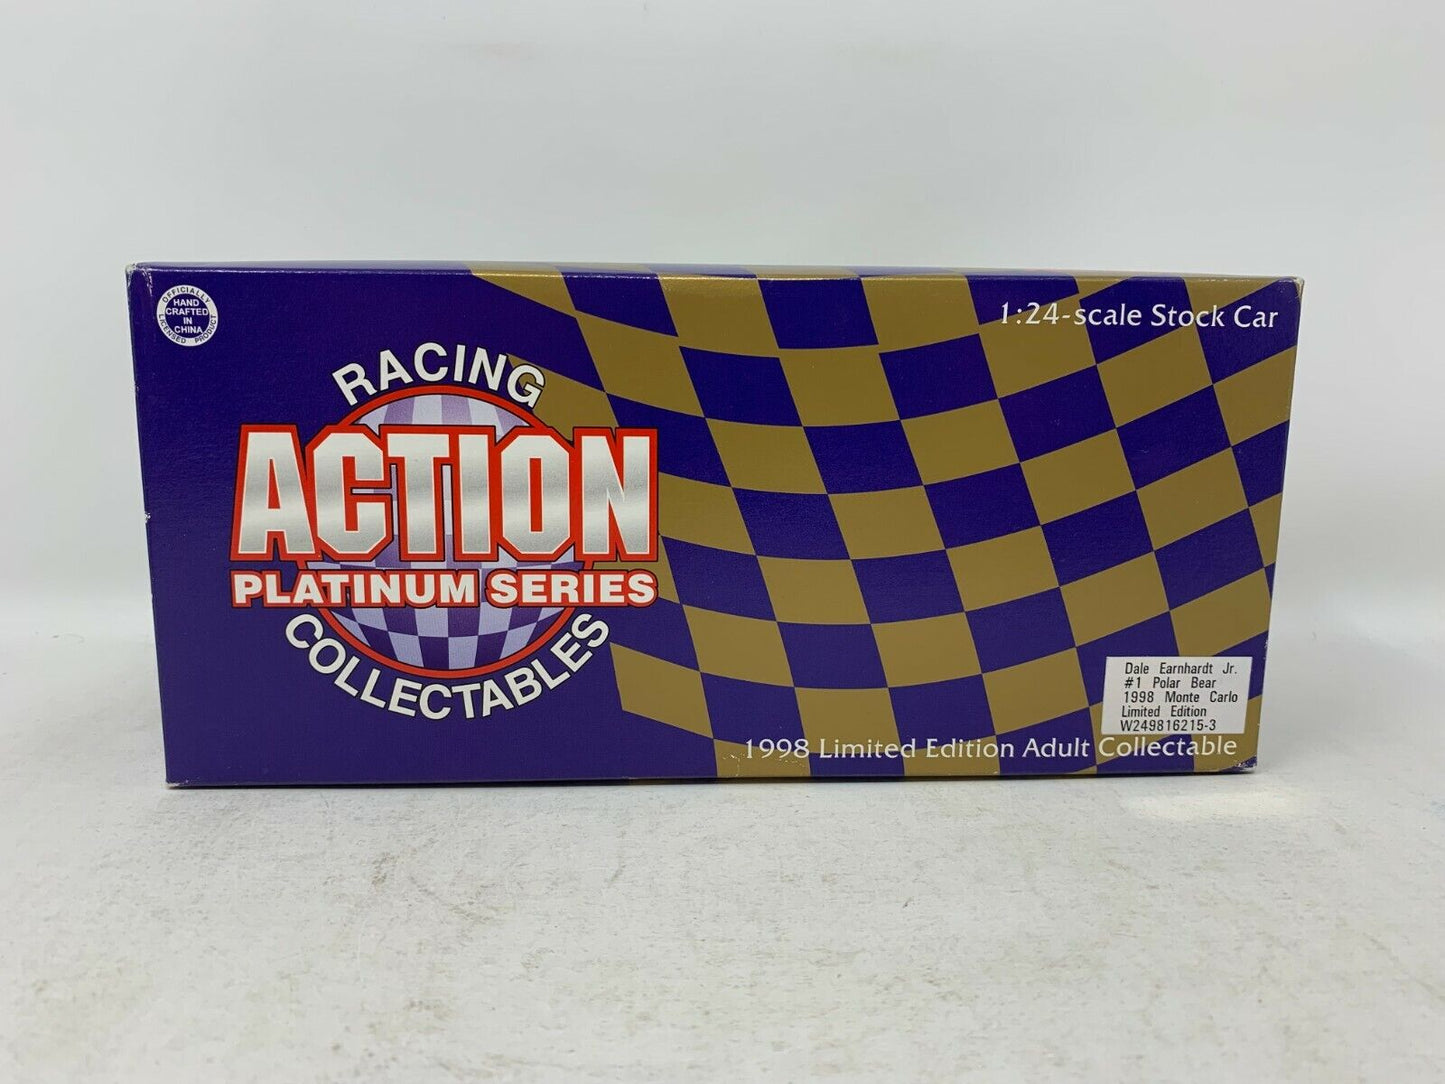 OFFICIALLY
HAND
CRAFTED
IN
CHINA
LICENSED PRODUCT
1:24-scale Stock Car
RACING
ACTION
PLATINUM SERIES
COLLECTABLES
Dale Earnhardt Jr.
#1 Polar Bear
1998 Monte Carlo
Limited Edition
W249816215-3
1998 Limited Edition Adult Collectable